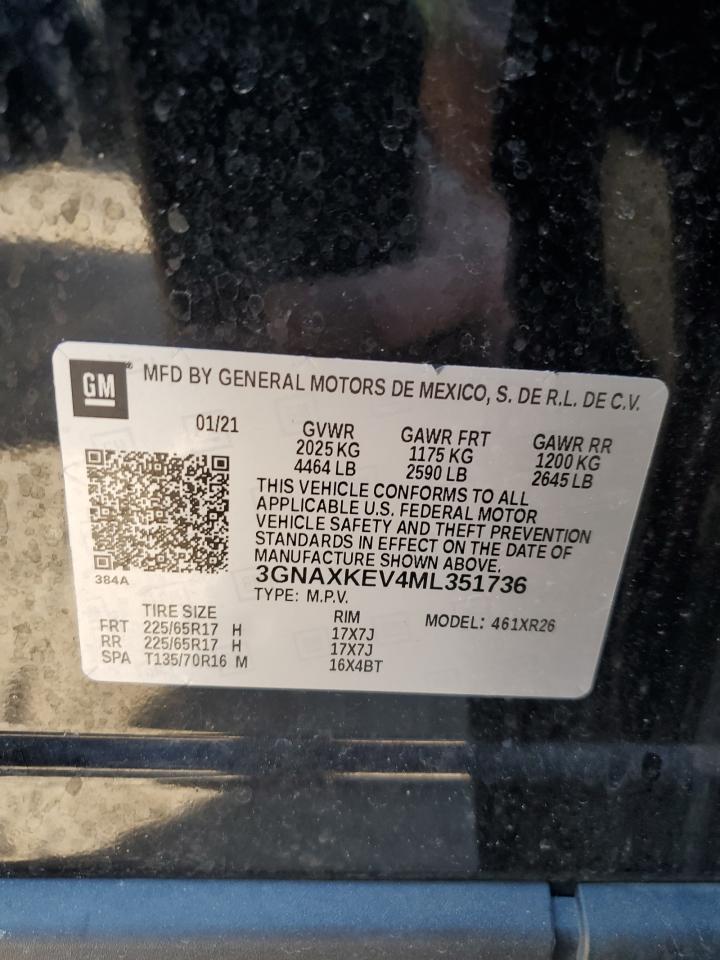 GM ® MFD BY GENERAL MOTORS DE MEXICO, S. DE R.L. DE C.V.
01/21 GVWR GAWR FRT GAWR RR
2025 KG 1175 KG 1200 KG
4464 LB 2590 LB 2645 LB
THIS VEHICLE CONFORMS TO ALL
APPLICABLE U.S. FEDERAL MOTOR
VEHICLE SAFETY AND THEFT PREVENTION
STANDARDS IN EFFECT ON THE DATE OF
MANUFACTURE SHOWN ABOVE.
384A 3GNAXKEV4ML351736
TYPE: M.P.V.
TIRE SIZE RIM MODEL: 461XR26
FRT 225/65R17 H 17X7J
RR 225/65R17 H 17X7J
SPA T135/70R16 M 16X4BT